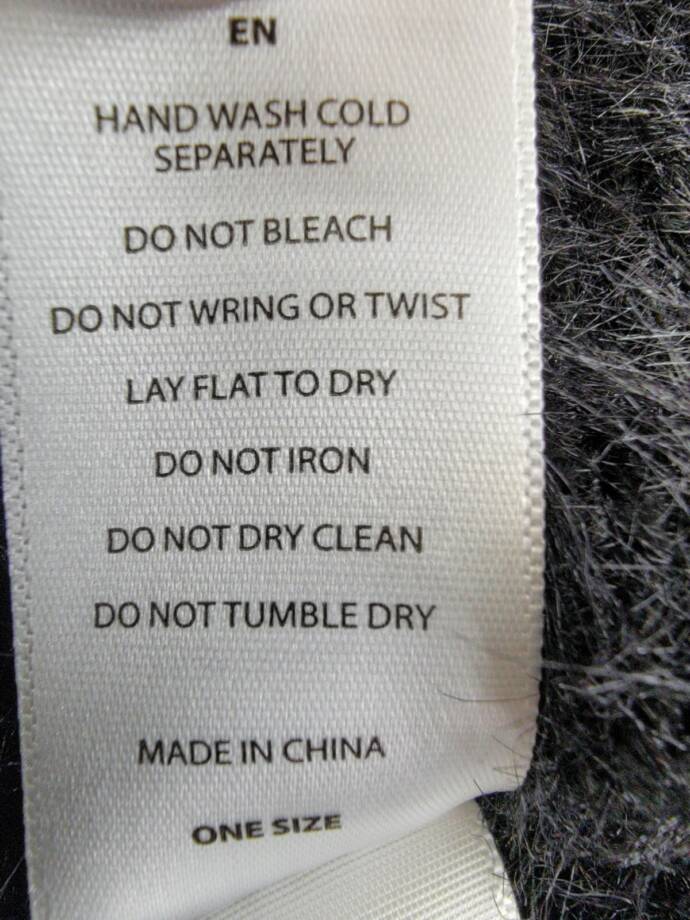 EN
HAND WASH COLD
SEPARATELY
DO NOT BLEACH
DO NOT WRING OR TWIST
LAY FLAT TO DRY
DO NOT IRON
DO NOT DRY CLEAN
DO NOT TUMBLE DRY
MADE IN CHINA
ONE SIZE